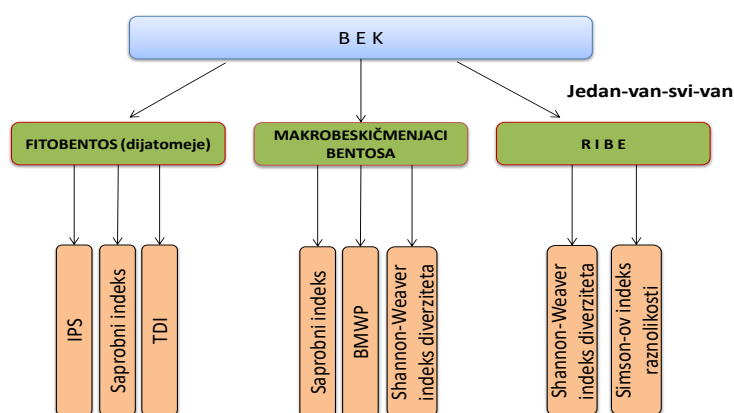 B E K
Jedan-van-svi-van
FITOBENTOS (dijatomeje)
MAKROBESKIČMENJACI
BENTOSA
R I B E
IPS
Saprobni indeks
TDI
Saprobni indeks
BMWP
Shannon-Weaver
indeks diverziteta
Shannon-Weaver
indeks diverziteta
Simson-ov indeks
raznolikosti